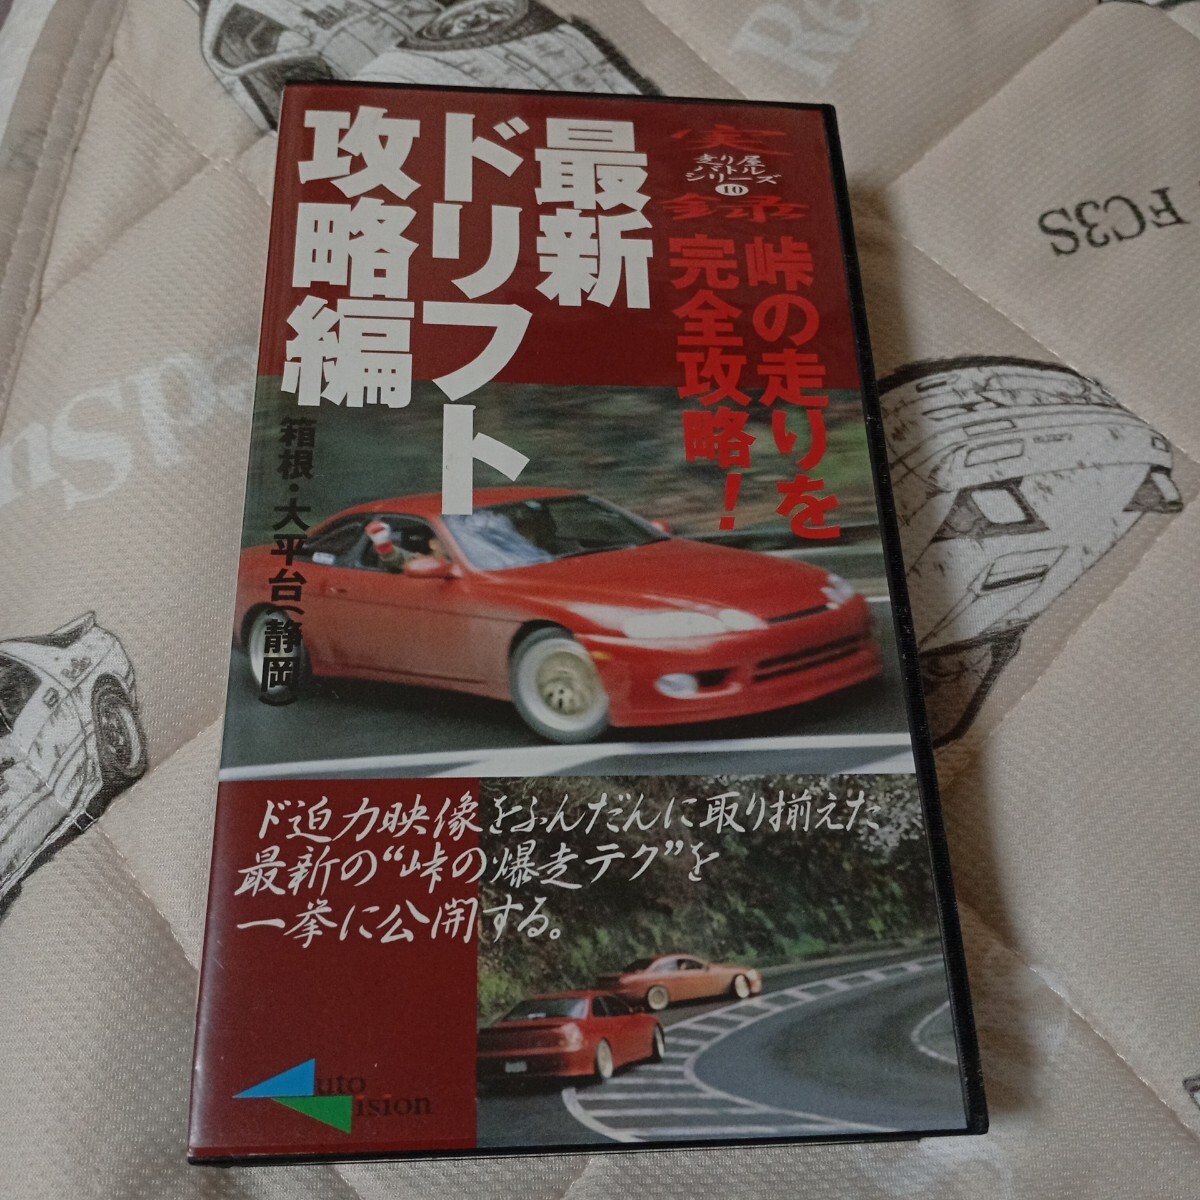 実録
走り屋
バトル
シリーズ
10
峠の走りを
完全攻略!
最新
ドリフト
攻略編
箱根・大平台(静岡)
ド迫力映像をふんだんに取り揃えた
最新の“峠の爆走テク”を
一挙に公開する。
Auto
Vision
FC3S